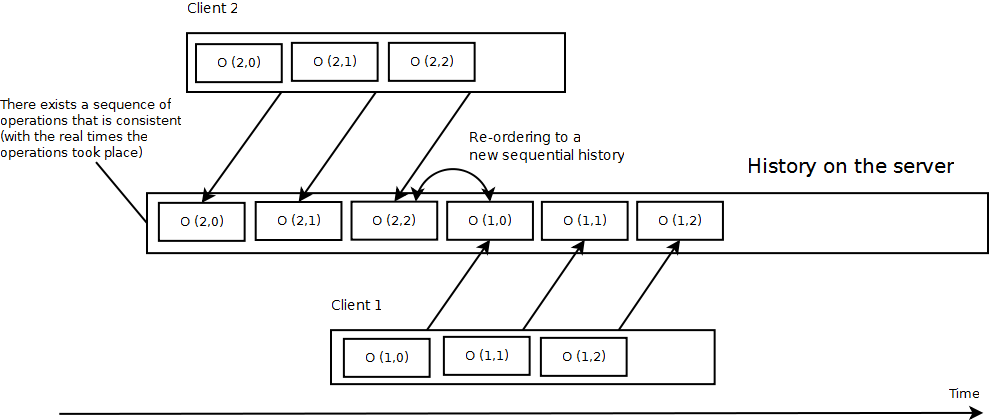 Client 2
O (2,0)
O (2,1)
O (2,2)
There exists a sequence of
operations that is consistent
(with the real times the
operations took place)
Re-ordering to a
new sequential history
History on the server
O (2,0)
O (2,1)
O (2,2)
O (1,0)
O (1,1)
O (1,2)
Client 1
O (1,0)
O (1,1)
O (1,2)
Time